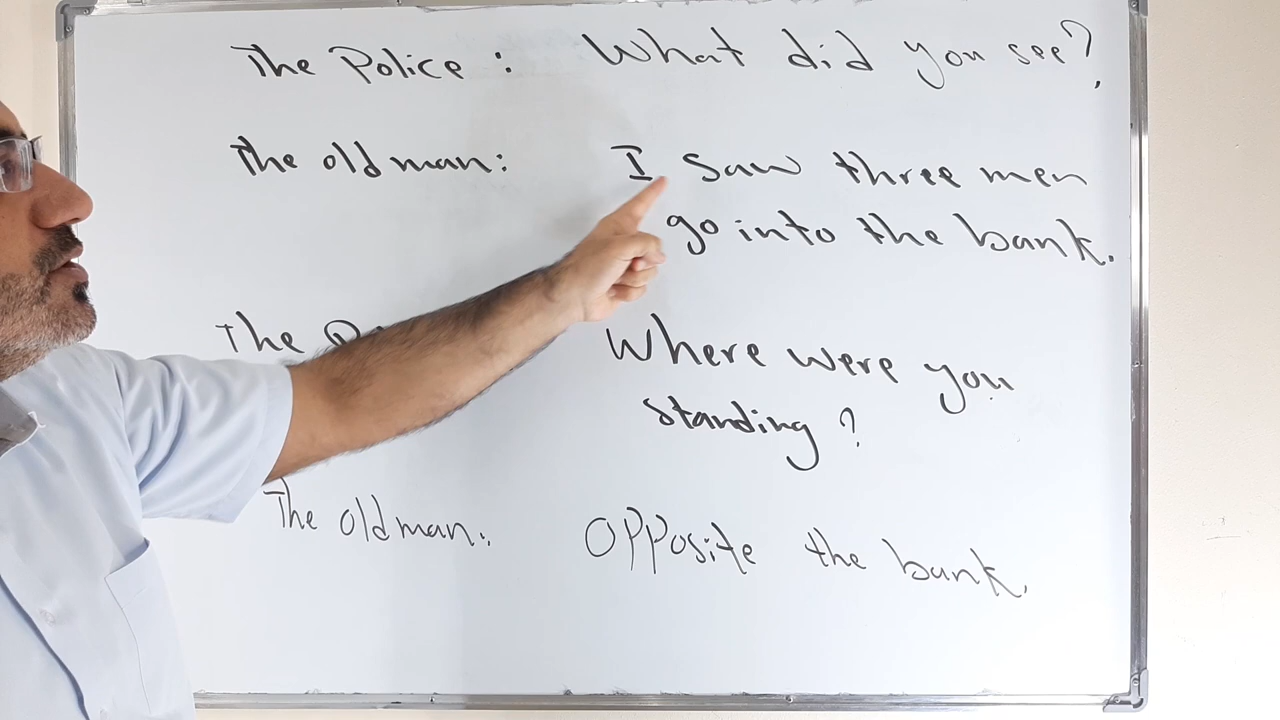 The Police : What did you see?
The old man: I saw three men
go into the bank.
The Where were you
standing ?
The old man: Opposite the bank.